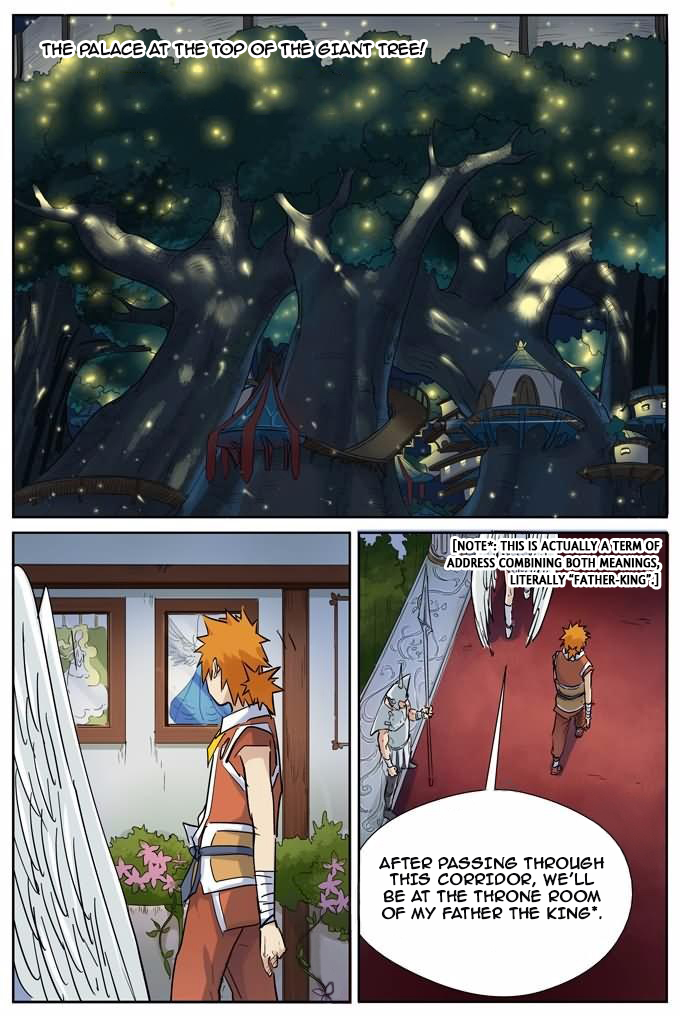 THE PALACE AT THE TOP OF THE GIANT TREE!
[NOTE*: THIS IS ACTUALLY A TERM OF
ADDRESS COMBINING BOTH MEANINGS,
LITERALLY "FATHER-KING".]
AFTER PASSING THROUGH
THIS CORRIDOR, WE'LL
BE AT THE THRONE ROOM
OF MY FATHER THE KING*.